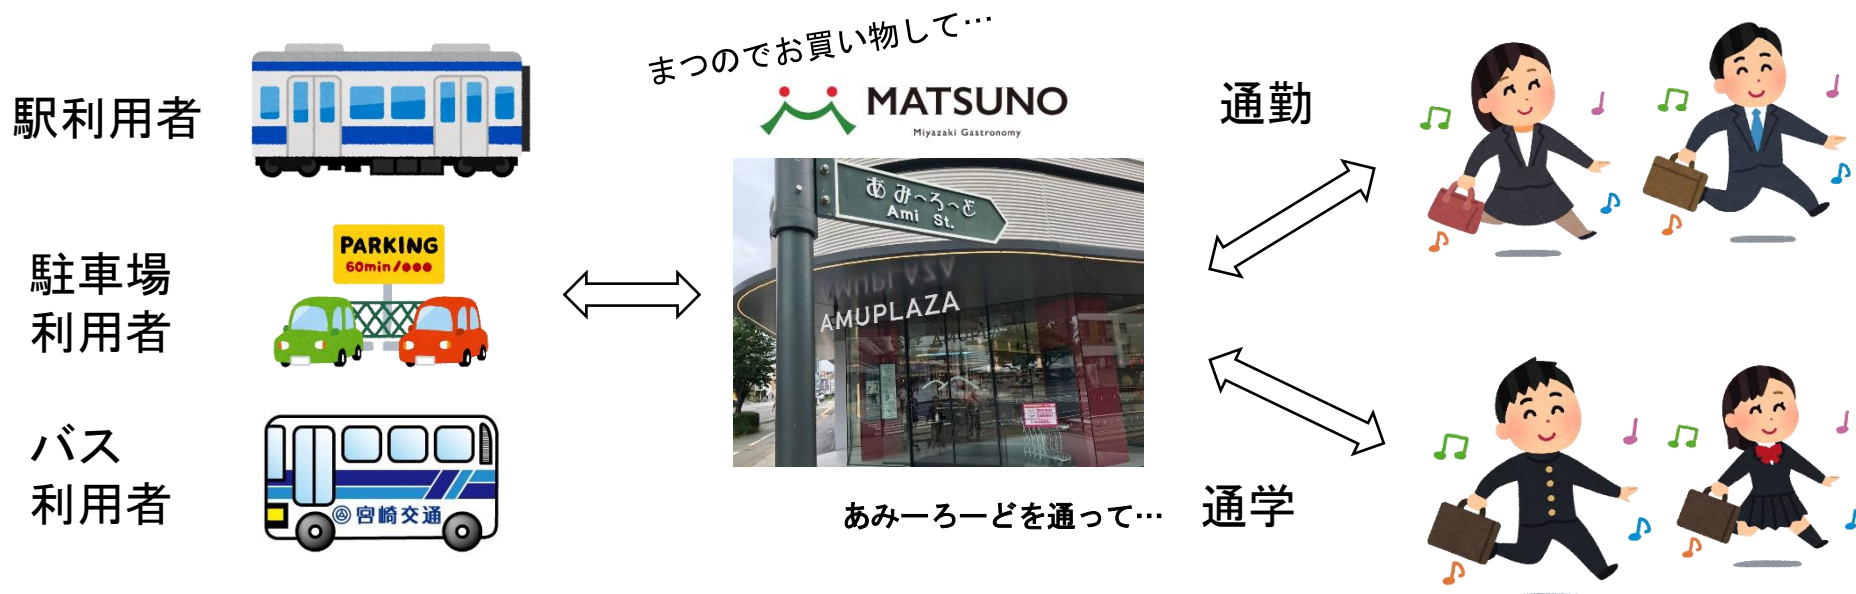 駅利用者
PARKING
60min/●●●
駐車場
利用者
バス
利用者
宮崎交通
まつのでお買い物して…
MATSUNO
Miyazaki Gastronomy
あみーろーど
Ami St.
AMUPLAZA
あみーろーどを通って…
通勤
通学